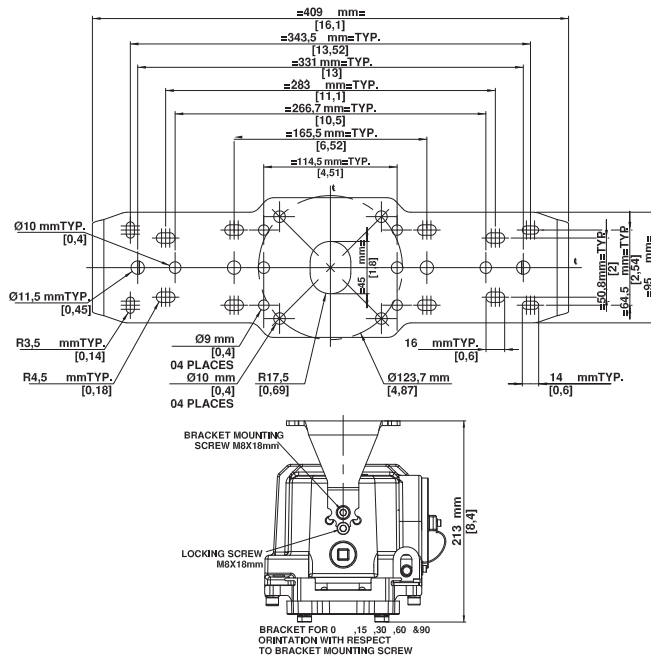 =409 mm=
[16,1]
=343,5 mm=TYP.
[13,52]
=331 mm=TYP.
[13]
=283 mm=TYP.
[11,1]
=266,7 mm=TYP.
[10,5]
=165,5 mm=TYP.
[6,52]
=114,5 mm=TYP.
[4,51]
Ø10 mmTYP.
[0,4]
Ø11,5 mmTYP.
[0,45]
R3,5 mmTYP.
[0,14]
R4,5 mmTYP.
[0,18]
Ø9 mm
[0,4]
04 PLACES
Ø10 mm
[0,4]
04 PLACES
R17,5
[0,69]
=45 mm=
[1.8]
Ø123,7 mm
[4,87]
16 mmTYP.
[0,6]
14 mmTYP.
[0,6]
=50.8mm=TYP.
[2]
=64.5 mm=TYP.
[2,54]
=95 mm=
BRACKET MOUNTING
SCREW M8X18mm
LOCKING SCREW
M8X18mm
213 mm
[8,4]
BRACKET FOR 0 ,15 ,30 ,60 &90
ORINTATION WITH RESPECT
TO BRACKET MOUNTING SCREW